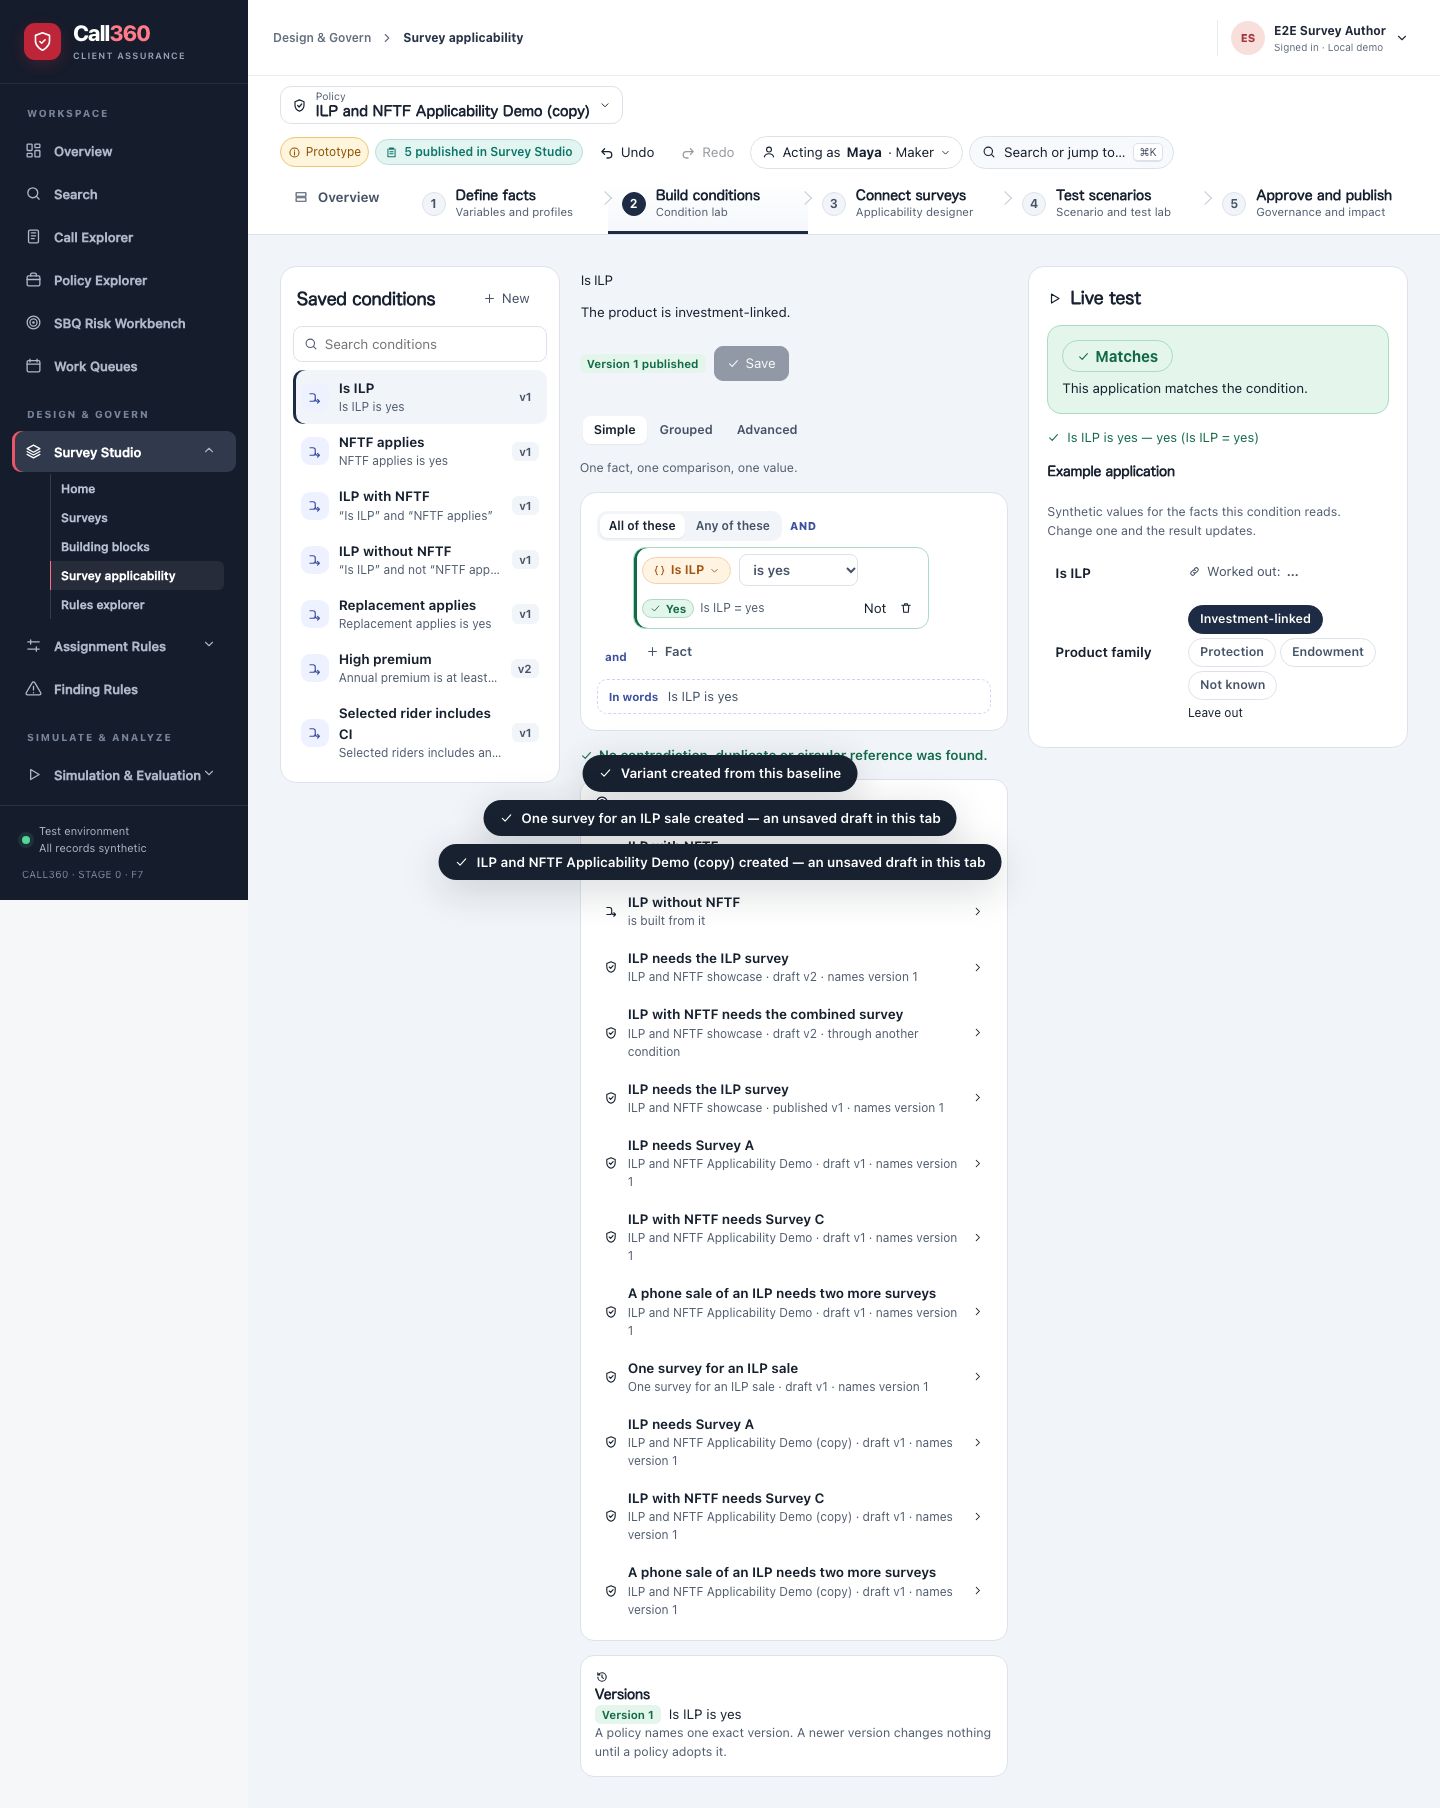 Call360
CLIENT ASSURANCE
WORKSPACE
Overview
Search
Call Explorer
Policy Explorer
SBQ Risk Workbench
Work Queues
DESIGN & GOVERN
Survey Studio
Home
Surveys
Building blocks
Survey applicability
Rules explorer
Assignment Rules
Finding Rules
SIMULATE & ANALYZE
Simulation & Evaluation
Test environment
All records synthetic
CALL360 · STAGE 0 · F7
Design & Govern
Survey applicability
ES
E2E Survey Author
Signed in · Local demo
Policy
ILP and NFTF Applicability Demo (copy)
Prototype
5 published in Survey Studio
Undo
Redo
Acting as Maya · Maker
Search or jump to...
⌘K
Overview
1
Define facts
Variables and profiles
2
Build conditions
Condition lab
3
Connect surveys
Applicability designer
4
Test scenarios
Scenario and test lab
5
Approve and publish
Governance and impact
Saved conditions
New
Search conditions
Is ILP
Is ILP is yes
v1
NFTF applies
NFTF applies is yes
v1
ILP with NFTF
“Is ILP” and “NFTF applies”
v1
ILP without NFTF
“Is ILP” and not “NFTF app...
v1
Replacement applies
Replacement applies is yes
v1
High premium
Annual premium is at least...
v2
Selected rider includes
CI
Selected riders includes an...
v1
Is ILP
The product is investment-linked.
Version 1 published
Save
Simple
Grouped
Advanced
One fact, one comparison, one value.
All of these
Any of these
AND
Is ILP
is yes
Yes
Is ILP = yes
Not
and
Fact
In words
Is ILP is yes
No contradiction, duplicate or circular reference was found.
Variant created from this baseline
One survey for an ILP sale created — an unsaved draft in this tab
ILP with NFTF
ILP and NFTF Applicability Demo (copy) created — an unsaved draft in this tab
ILP without NFTF
is built from it
ILP needs the ILP survey
ILP and NFTF showcase · draft v2 · names version 1
ILP with NFTF needs the combined survey
ILP and NFTF showcase · draft v2 · through another
condition
ILP needs the ILP survey
ILP and NFTF showcase · published v1 · names version 1
ILP needs Survey A
ILP and NFTF Applicability Demo · draft v1 · names version
1
ILP with NFTF needs Survey C
ILP and NFTF Applicability Demo · draft v1 · names version
1
A phone sale of an ILP needs two more surveys
ILP and NFTF Applicability Demo · draft v1 · names version
1
One survey for an ILP sale
One survey for an ILP sale · draft v1 · names version 1
ILP needs Survey A
ILP and NFTF Applicability Demo (copy) · draft v1 · names
version 1
ILP with NFTF needs Survey C
ILP and NFTF Applicability Demo (copy) · draft v1 · names
version 1
A phone sale of an ILP needs two more surveys
ILP and NFTF Applicability Demo (copy) · draft v1 · names
version 1
Versions
Version 1
Is ILP is yes
A policy names one exact version. A newer version changes nothing
until a policy adopts it.
Live test
Matches
This application matches the condition.
Is ILP is yes — yes (Is ILP = yes)
Example application
Synthetic values for the facts this condition reads.
Change one and the result updates.
Is ILP
Worked out: ...
Product family
Investment-linked
Protection
Endowment
Not known
Leave out